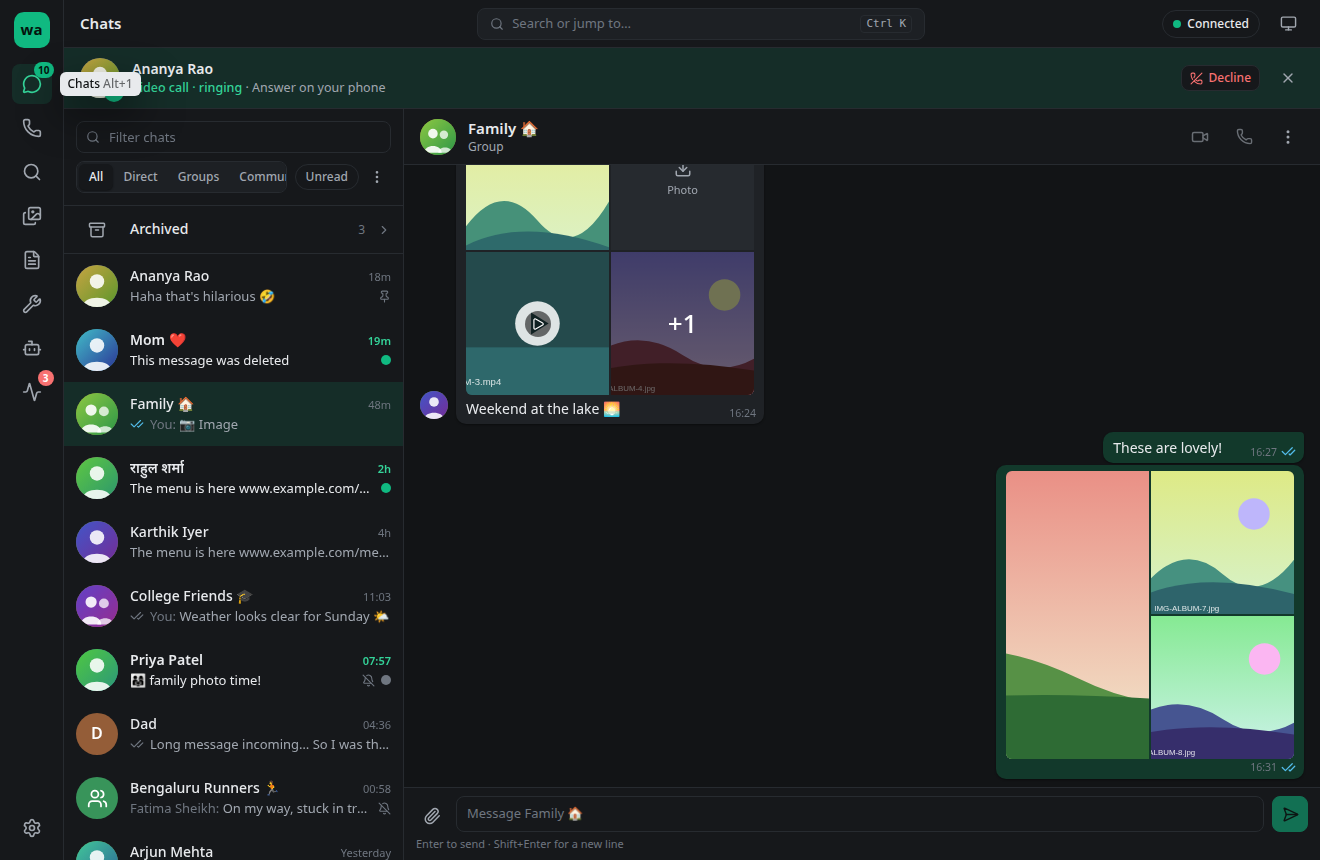 wa
Chats
Search or jump to...
Ctrl K
Connected
10
Chats Alt+1
Ananya Rao
ideo call · ringing · Answer on your phone
Decline
Filter chats
All
Direct
Groups
Commu
Unread
Archived
3
Ananya Rao
18m
Haha that's hilarious 🤣
Mom ❤️
19m
This message was deleted
Family 🏠
48m
You: 📷 Image
राहुल शर्मा
2h
The menu is here www.example.com/...
Karthik Iyer
4h
The menu is here www.example.com/me...
College Friends 🎓
11:03
You: Weather looks clear for Sunday 🌤️
Priya Patel
07:57
👨‍👩‍👧‍👦 family photo time!
D
Dad
04:36
Long message incoming... So I was th...
Bengaluru Runners 🏃
00:58
Fatima Sheikh: On my way, stuck in tr...
Arjun Mehta
Yesterday
3
Family 🏠
Group
Photo
M-3.mp4
+1
ALBUM-4.jpg
Weekend at the lake 🌅
16:24
These are lovely!
16:27
IMG-ALBUM-7.jpg
ALBUM-8.jpg
16:31
Message Family 🏠
Enter to send · Shift+Enter for a new line